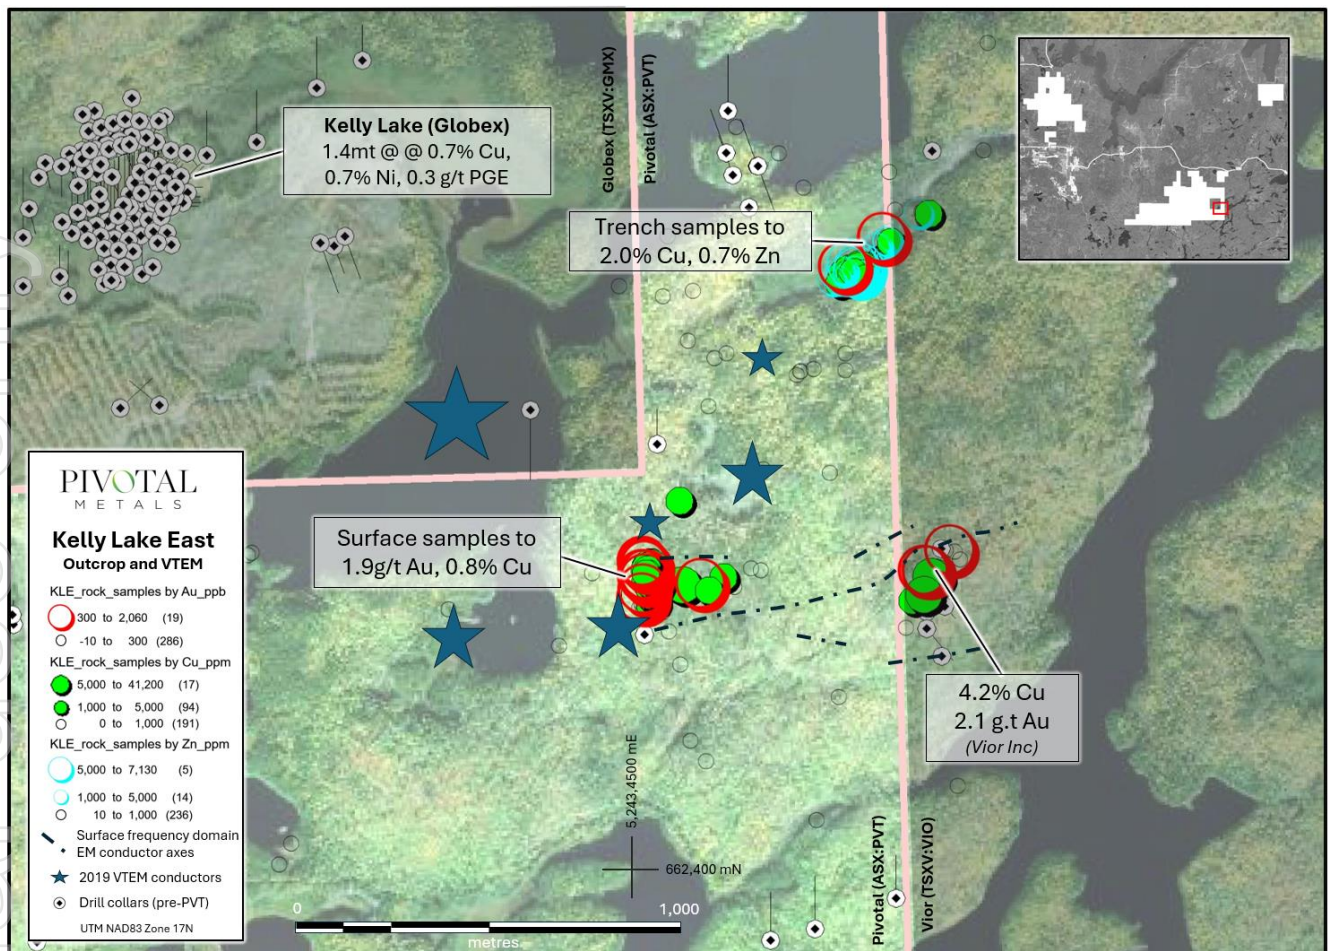 Kelly Lake (Globex)
1.4mt @ @ 0.7% Cu,
0.7% Ni, 0.3 g/t PGE
Globex (TSXV:GMX)
Pivotal (ASX:PVT)
Trench samples to
2.0% Cu, 0.7% Zn
Surface samples to
1.9g/t Au, 0.8% Cu
4.2% Cu
2.1 g.t Au
(Vior Inc)
PIVOTAL
METALS
Kelly Lake East
Outcrop and VTEM
KLE_rock_samples by Au_ppb
300 to 2,060 (19)
-10 to 300 (286)
KLE_rock_samples by Cu_ppm
5,000 to 41,200 (17)
1,000 to 5,000 (94)
0 to 1,000 (191)
KLE_rock_samples by Zn_ppm
5,000 to 7,130 (5)
1,000 to 5,000 (14)
10 to 1,000 (236)
Surface frequency domain
EM conductor axes
2019 VTEM conductors
Drill collars (pre-PVT)
UTM NAD83 Zone 17N
5,243,4500 mE
662,400 mN
0 1,000
metres
Pivotal (ASX:PVT)
Vior (TSXV:VIO)